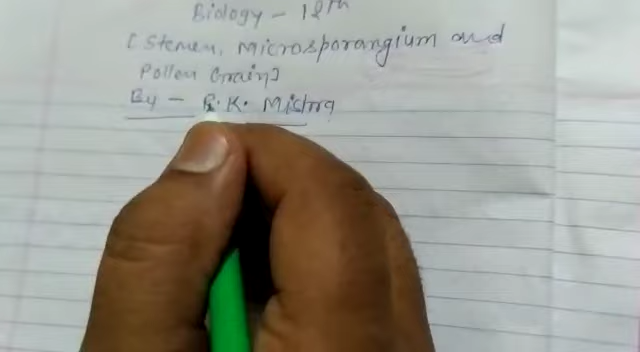 Biology - 12th
[Stemen, Microsporangium and
Pollen Grain]
By - S.K. Mishra